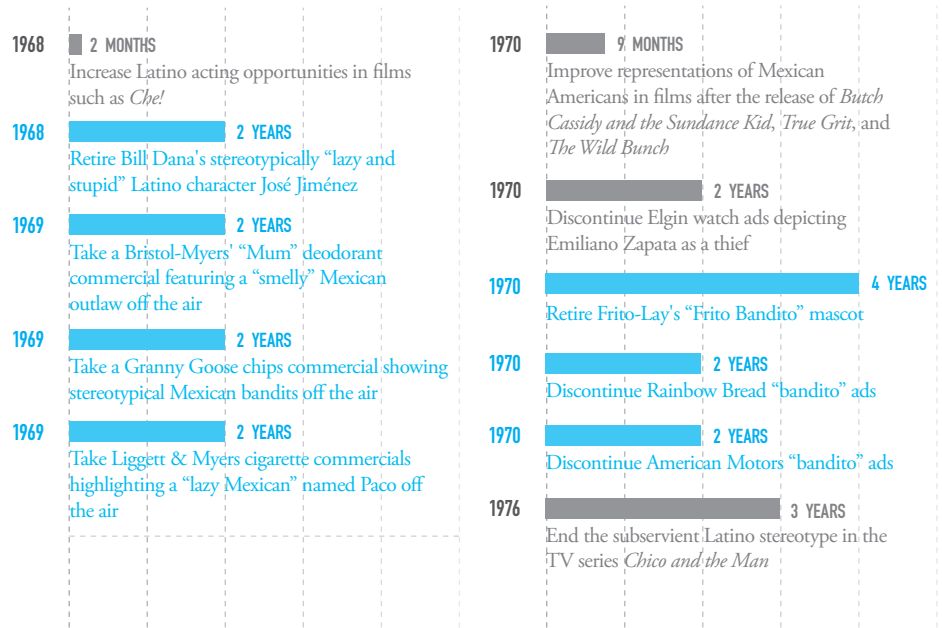 1968 2 MONTHS
Increase Latino acting opportunities in films
such as Che!
1968 2 YEARS
Retire Bill Dana's stereotypically “lazy and
stupid” Latino character José Jiménez
1969 2 YEARS
Take a Bristol-Myers' “Mum” deodorant
commercial featuring a “smelly” Mexican
outlaw off the air
1969 2 YEARS
Take a Granny Goose chips commercial showing
stereotypical Mexican bandits off the air
1969 2 YEARS
Take Liggett & Myers cigarette commercials
highlighting a “lazy Mexican” named Paco off
the air
1970 9 MONTHS
Improve representations of Mexican
Americans in films after the release of Butch
Cassidy and the Sundance Kid, True Grit, and
The Wild Bunch
1970 2 YEARS
Discontinue Elgin watch ads depicting
Emiliano Zapata as a thief
1970 4 YEARS
Retire Frito-Lay's “Frito Bandito” mascot
1970 2 YEARS
Discontinue Rainbow Bread “bandito” ads
1970 2 YEARS
Discontinue American Motors “bandito” ads
1976 3 YEARS
End the subservient Latino stereotype in the
TV series Chico and the Man